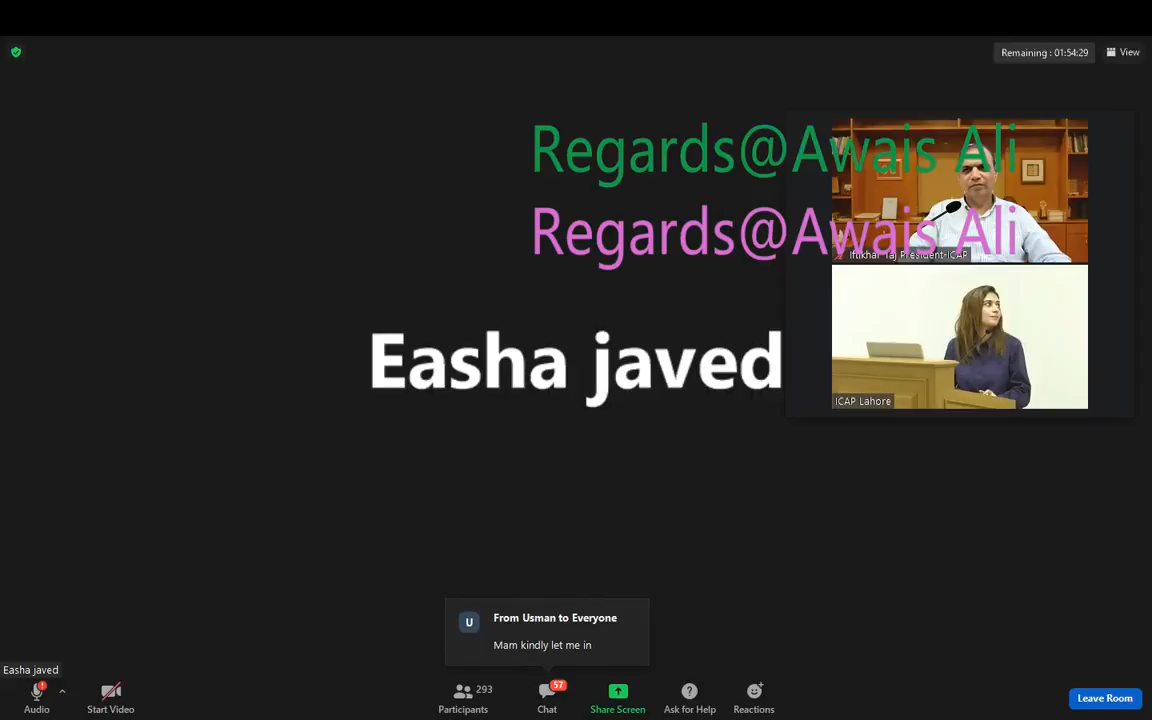 Remaining : 01:54:29
View
Regards@Awais Ali
Regards@Awais Ali
Iftikhar Taj President-ICAP
Easha javed
ICAP Lahore
U
From Usman to Everyone
Mam kindly let me in
Easha javed
293
57
Audio
Start Video
Participants
Chat
Share Screen
Ask for Help
Reactions
Leave Room